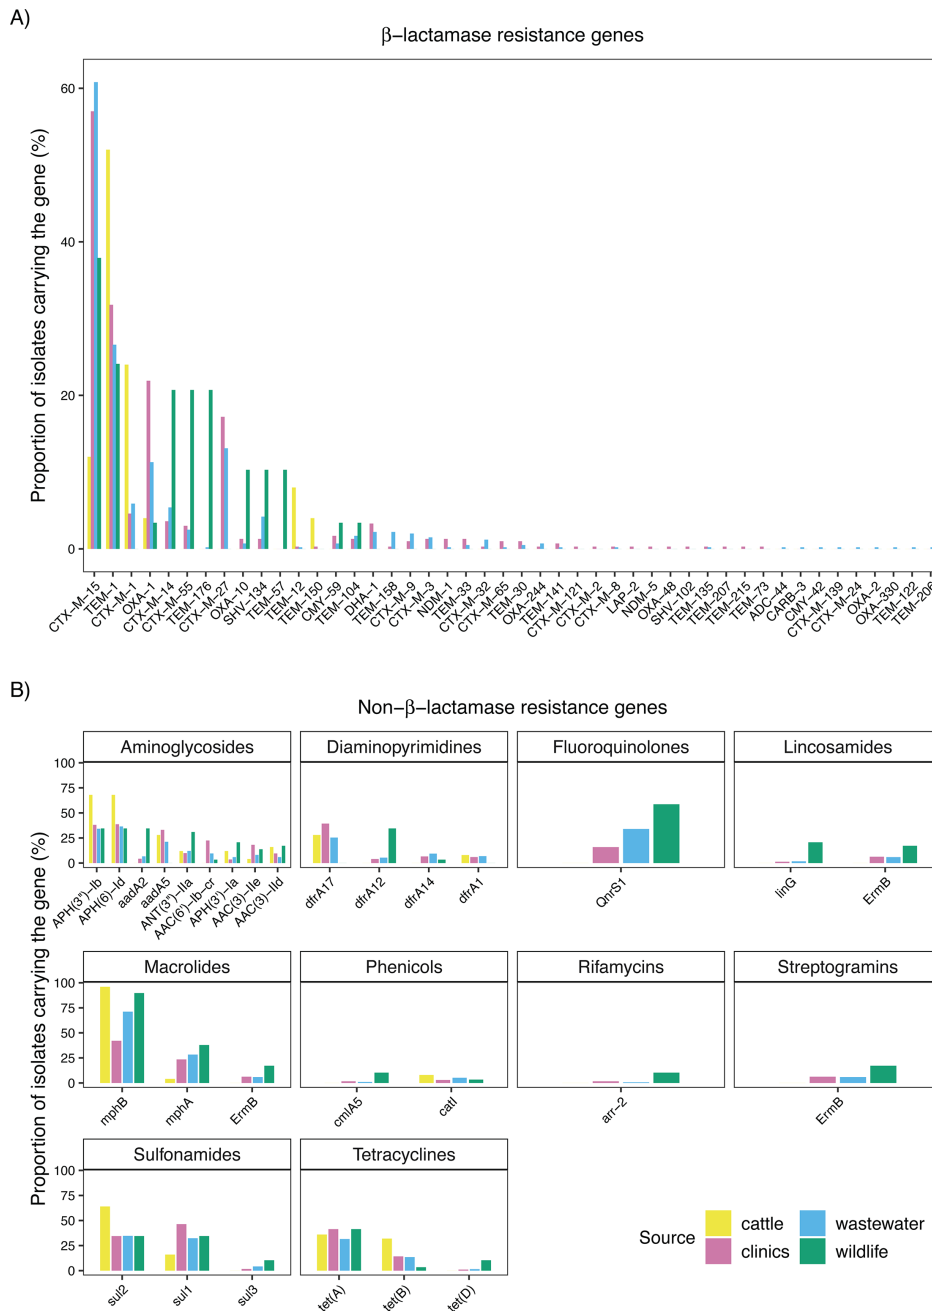 A)
β−lactamase resistance genes
Proportion of isolates carrying the gene (%)
60
40
20
0
CTX−M−15
TEM−1
CTX−M−1
OXA−1
CTX−M−14
CTX−M−55
TEM−176
CTX−M−27
OXA−10
SHV−134
TEM−57
TEM−12
TEM−150
CMY−59
TEM−104
DHA−1
TEM−158
CTX−M−9
CTX−M−3
NDM−1
TEM−33
CTX−M−32
CTX−M−65
TEM−30
OXA−244
TEM−141
CTX−M−121
CTX−M−2
CTX−M−8
LAP−2
NDM−5
OXA−48
SHV−102
TEM−135
TEM−207
TEM−215
TEM−73
ADC−44
CARB−3
CMY−42
CTX−M−139
CTX−M−24
OXA−2
OXA−330
TEM−122
TEM−206
B)
Non−β−lactamase resistance genes
Proportion of isolates carrying the gene (%)
Aminoglycosides
Diaminopyrimidines
Fluoroquinolones
Lincosamides
100
75
50
25
0
APH(3'')−Ib
APH(6)−Id
aadA2
aadA5
ANT(3'')−IIa
AAC(6')−Ib−cr
APH(3')−Ia
AAC(3)−IIe
AAC(3)−IId
dfrA17
dfrA12
dfrA14
dfrA1
QnrS1
linG
ErmB
Macrolides
Phenicols
Rifamycins
Streptogramins
100
75
50
25
0
mphB
mphA
ErmB
cmlA5
catI
arr−2
ErmB
Sulfonamides
Tetracyclines
100
75
50
25
0
sul2
sul1
sul3
tet(A)
tet(B)
tet(D)
Source
cattle
clinics
wastewater
wildlife